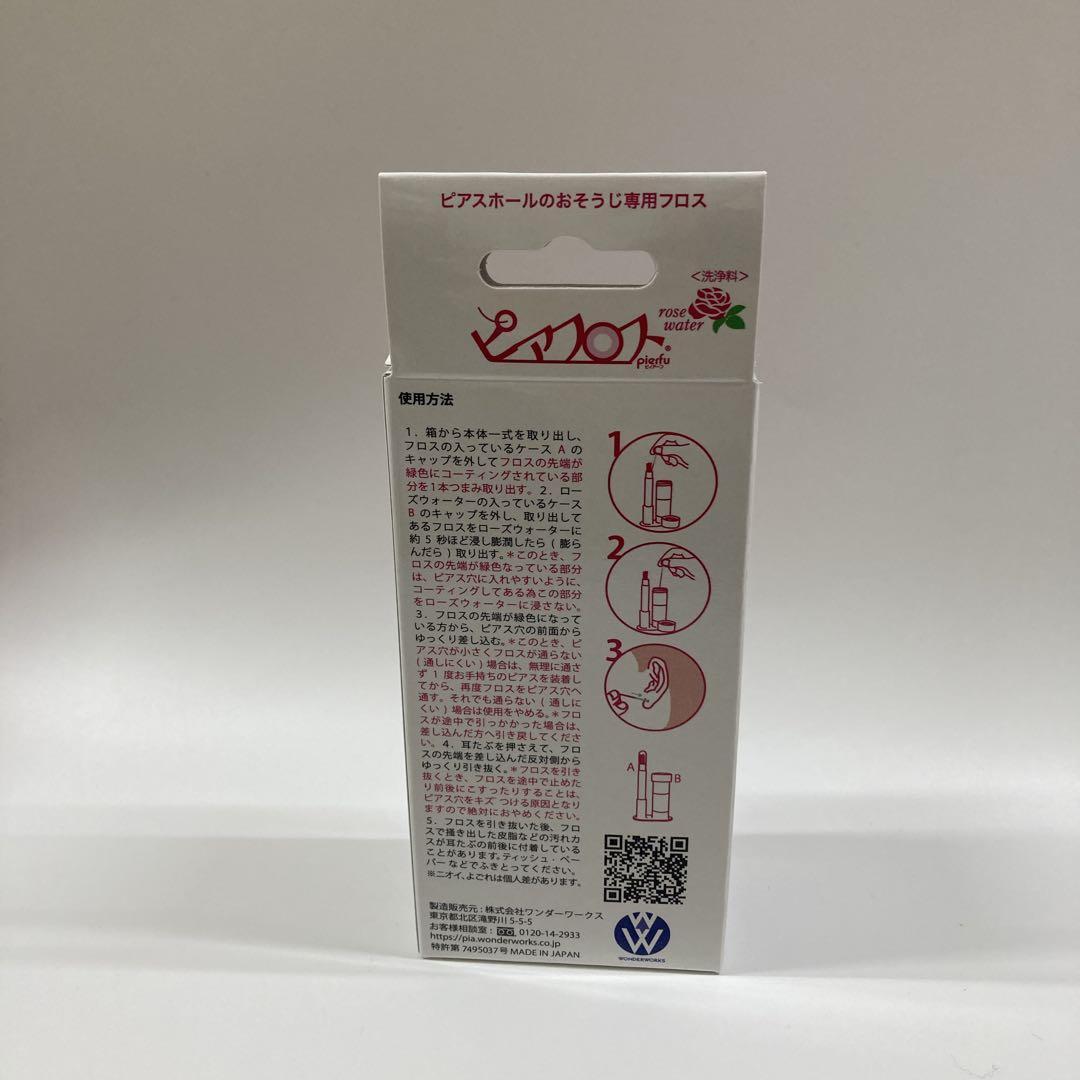 ピアスホールのおそうじ専用フロス
＜洗浄料＞
rose
water
ピアフロス®
pierfu
ピアーフ
使用方法
1．箱から本体一式を取り出し、
フロスの入っているケース A の
キャップを外してフロスの先端が
緑色にコーティングされている部
分を1本つまみ取り出す。2．ロー
ズウォーターの入っているケース
B のキャップを外し、取り出して
あるフロスをローズウォーターに
約 5 秒ほど浸し膨潤したら ( 膨ら
んだら ) 取り出す。＊このとき、フ
ロスの先端が緑色なっている部分
は、ピアス穴に入れやすいように、
コーティングしてある為この部分
をローズウォーターに浸さない。
3．フロスの先端が緑色になって
いる方から、ピアス穴の前面から
ゆっくり差し込む。＊このとき、ピ
アス穴が小さくフロスが通らない
( 通しにくい ) 場合は、無理に通さ
ず 1 度お手持ちのピアスを装着し
てから、再度フロスをピアス穴へ
通す。それでも通らない ( 通しに
くい ) 場合は使用をやめる。＊フロ
スが途中で引っかかった場合は、
差し込んだ方へ引き戻してくださ
い。4．耳たぶを押さえて、フロ
スの先端を差し込んだ反対側から
ゆっくり引き抜く。＊フロスを引き
抜くとき、フロスを途中で止めた
り前後にこすったりすることは、
ピアス穴をキズつける原因となり
ますので絶対におやめください。
5．フロスを引き抜いた後、フロ
スで掻き出した皮脂などの汚れカ
スが耳たぶの前後に付着している
ことがあります。ティッシュ・ペー
パー などでふきとってください。
※ニオイ、よごれは個人差があります。
1
2
3
A
B
製造販売元 : 株式会社ワンダーワークス
東京都北区滝野川 5-5-5
お客様相談室 : 0120-14-2933
https://pia.wonderworks.co.jp
特許第 7495037号 MADE IN JAPAN
WONDERWORKS